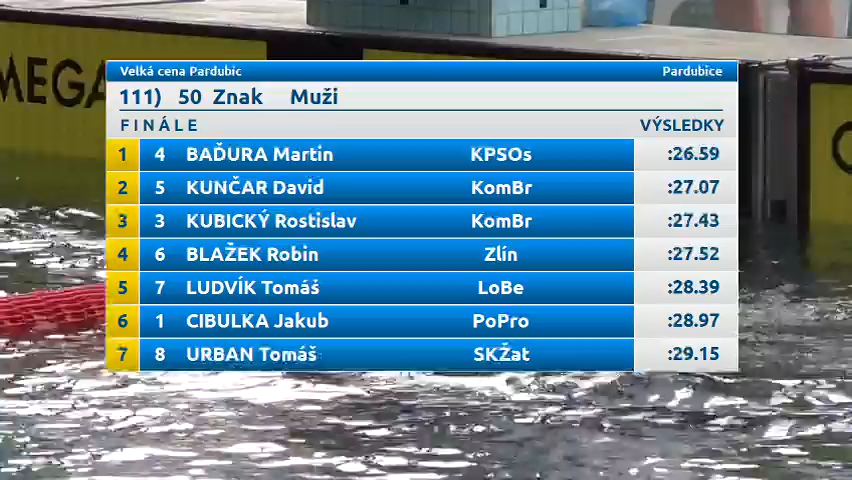 MEGA
Velká cena Pardubic Pardubice
111) 50 Znak Muži
FINÁLE VÝSLEDKY
1 4 BAĎURA Martin KPSOs :26.59
2 5 KUNČAR David KomBr :27.07
3 3 KUBICKÝ Rostislav KomBr :27.43
4 6 BLAŽEK Robin Zlín :27.52
5 7 LUDVÍK Tomáš LoBe :28.39
6 1 CIBULKA Jakub PoPro :28.97
7 8 URBAN Tomáš SKŽat :29.15